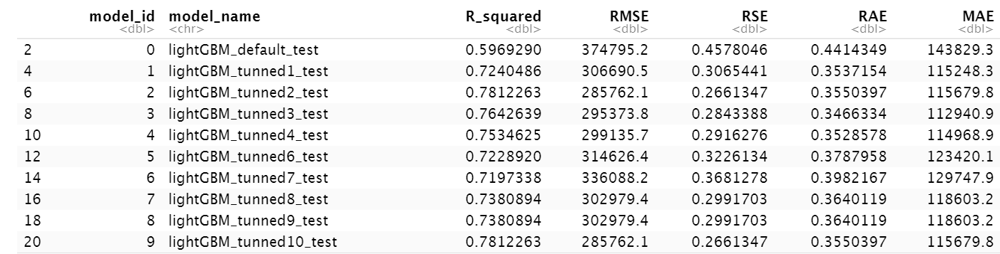 model_id model_name R_squared RMSE RSE RAE MAE
<dbl> <chr> <dbl> <dbl> <dbl> <dbl> <dbl>
2 0 lightGBM_default_test 0.5969290 374795.2 0.4578046 0.4414349 143829.3
4 1 lightGBM_tunned1_test 0.7240486 306690.5 0.3065441 0.3537154 115248.3
6 2 lightGBM_tunned2_test 0.7812263 285762.1 0.2661347 0.3550397 115679.8
8 3 lightGBM_tunned3_test 0.7642639 295373.8 0.2843388 0.3466334 112940.9
10 4 lightGBM_tunned4_test 0.7534625 299135.7 0.2916276 0.3528578 114968.9
12 5 lightGBM_tunned6_test 0.7228920 314626.4 0.3226134 0.3787958 123420.1
14 6 lightGBM_tunned7_test 0.7197338 336088.2 0.3681278 0.3982167 129747.9
16 7 lightGBM_tunned8_test 0.7380894 302979.4 0.2991703 0.3640119 118603.2
18 8 lightGBM_tunned9_test 0.7380894 302979.4 0.2991703 0.3640119 118603.2
20 9 lightGBM_tunned10_test 0.7812263 285762.1 0.2661347 0.3550397 115679.8